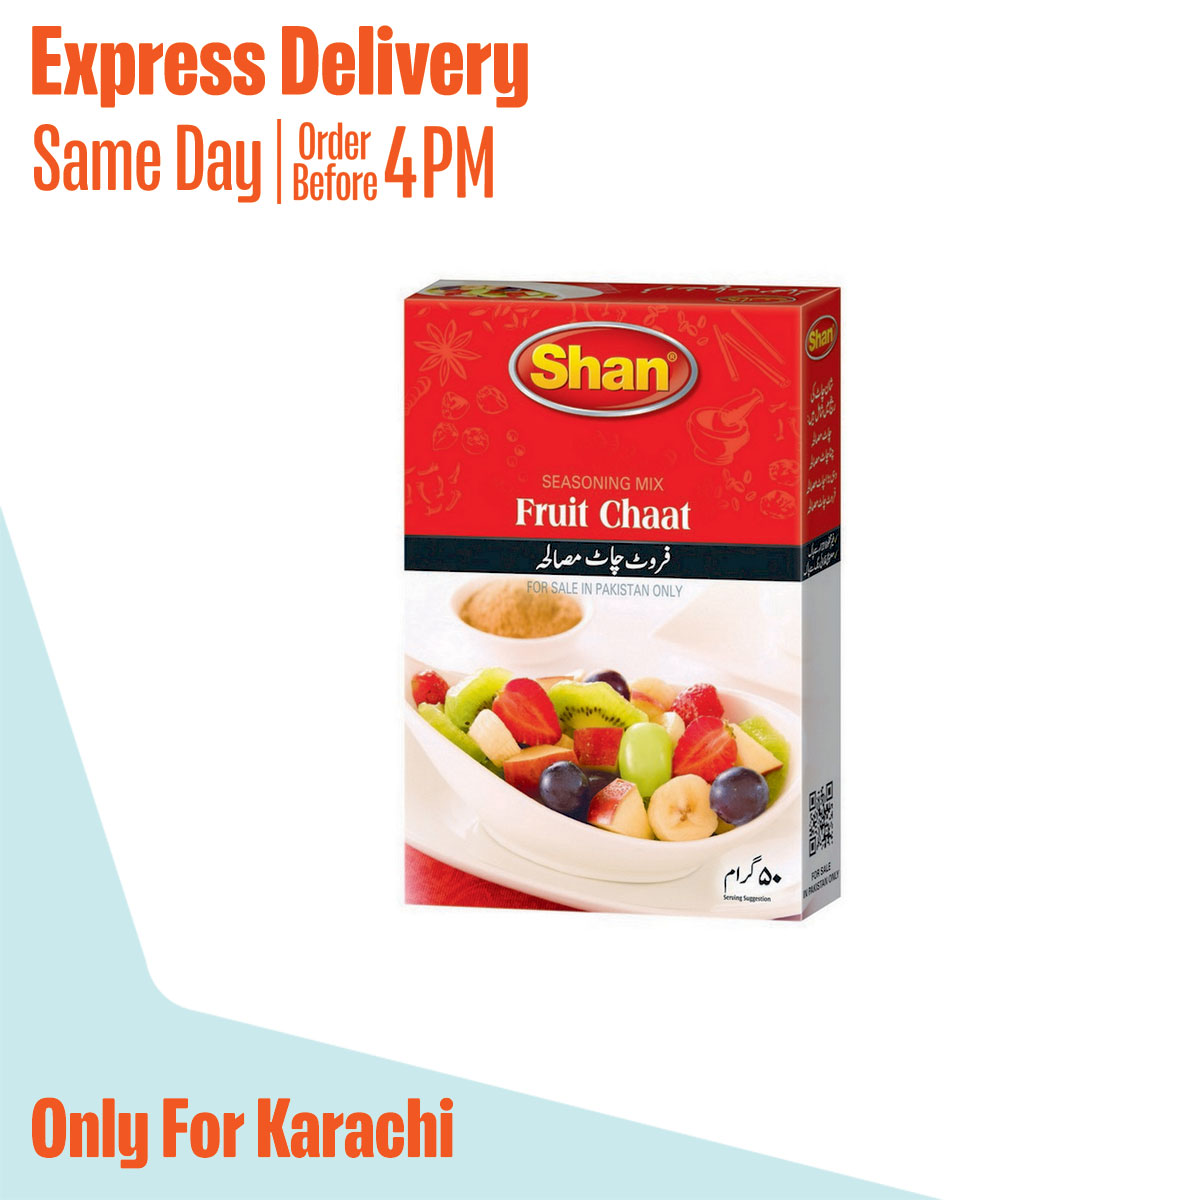 Express Delivery
Same Day | Order Before 4PM
Shan®
SEASONING MIX
Fruit Chaat
فروٹ چاٹ مصالحہ
FOR SALE IN PAKISTAN ONLY
۵۰ گرام
Serving Suggestion
Shan
FOR SALE
IN PAKISTAN ONLY
Only For Karachi